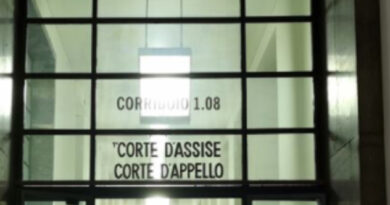 CORRIDOIO 1.08
"CORTE D'ASSISE
CORTE D'APPELLO